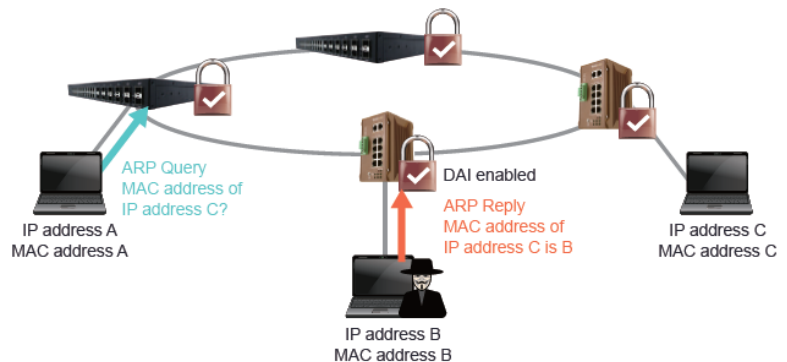 ARP Query
MAC address of
IP address C?
DAI enabled
ARP Reply
MAC address of
IP address C is B
IP address A
MAC address A
IP address C
MAC address C
IP address B
MAC address B